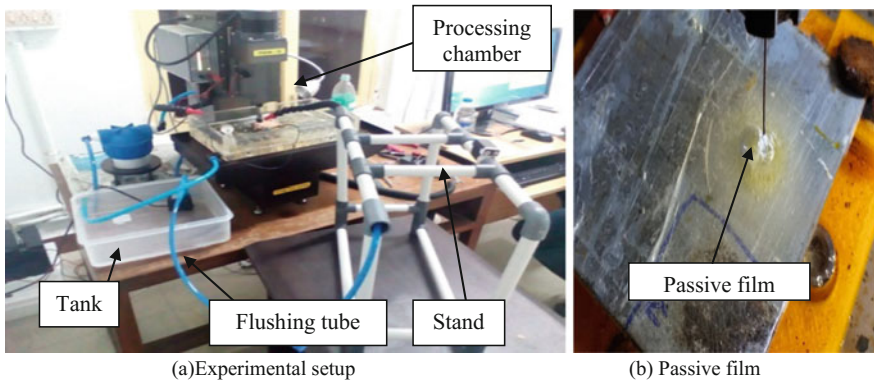 Processing
chamber
Tank
Flushing tube
Stand
Passive film
(a)Experimental setup
(b) Passive film